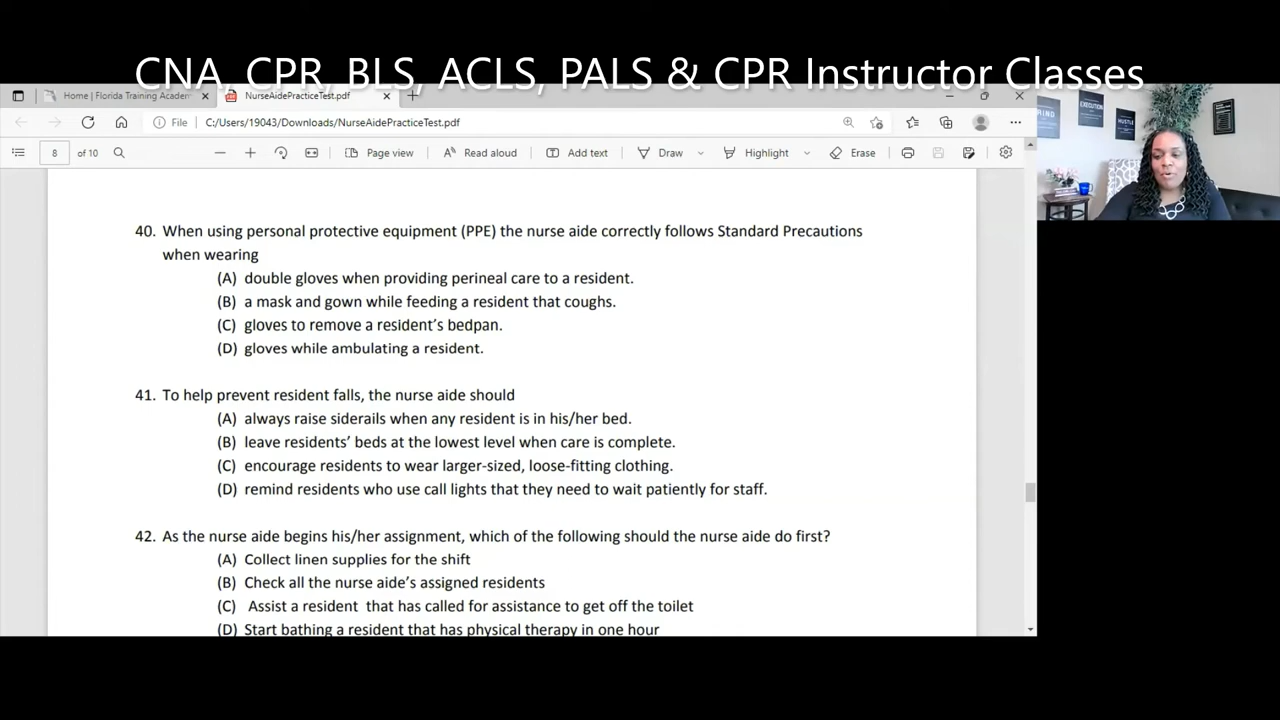 CNA, CPR, BLS, ACLS, PALS & CPR Instructor Classes
Home | Florida Training Academ
NurseAidePracticeTest.pdf
File
C:/Users/19043/Downloads/NurseAidePracticeTest.pdf
8 of 10
Page view
Read aloud
Add text
Draw
Highlight
Erase
40. When using personal protective equipment (PPE) the nurse aide correctly follows Standard Precautions
when wearing
(A) double gloves when providing perineal care to a resident.
(B) a mask and gown while feeding a resident that coughs.
(C) gloves to remove a resident's bedpan.
(D) gloves while ambulating a resident.
41. To help prevent resident falls, the nurse aide should
(A) always raise siderails when any resident is in his/her bed.
(B) leave residents' beds at the lowest level when care is complete.
(C) encourage residents to wear larger-sized, loose-fitting clothing.
(D) remind residents who use call lights that they need to wait patiently for staff.
42. As the nurse aide begins his/her assignment, which of the following should the nurse aide do first?
(A) Collect linen supplies for the shift
(B) Check all the nurse aide's assigned residents
(C) Assist a resident that has called for assistance to get off the toilet
(D) Start bathing a resident that has physical therapy in one hour
EXECUTION
HUSTLE